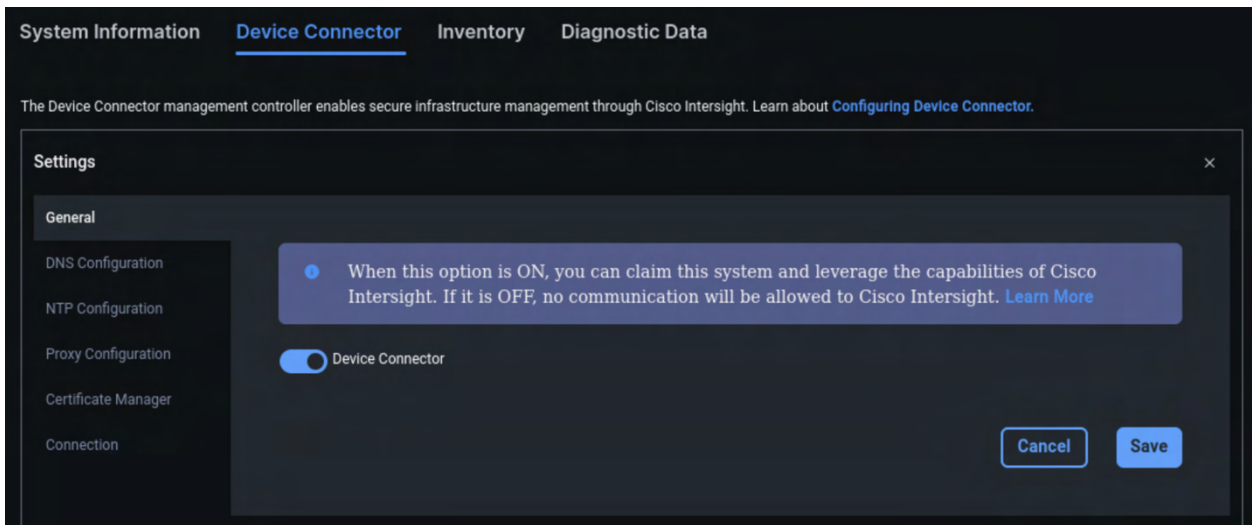 System Information Device Connector Inventory Diagnostic Data
The Device Connector management controller enables secure infrastructure management through Cisco Intersight. Learn about Configuring Device Connector.
Settings
General
DNS Configuration
NTP Configuration
Proxy Configuration
Certificate Manager
Connection
When this option is ON, you can claim this system and leverage the capabilities of Cisco
Intersight. If it is OFF, no communication will be allowed to Cisco Intersight. Learn More
Device Connector
Cancel Save